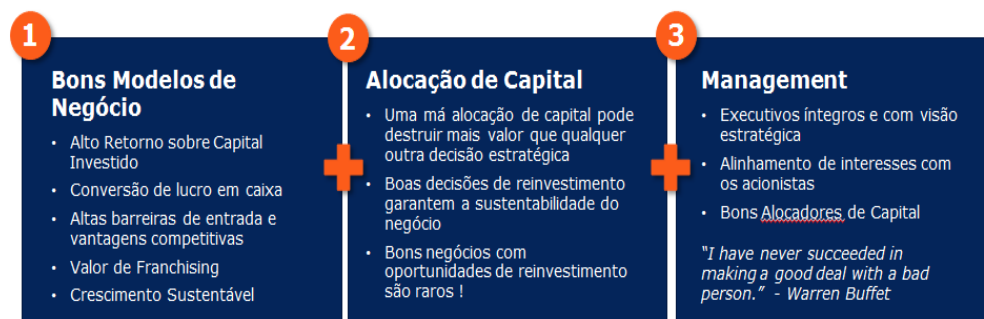 1
Bons Modelos de
Negócio
• Alto Retorno sobre Capital
Investido
• Conversão de lucro em caixa
• Altas barreiras de entrada e
vantagens competitivas
• Valor de Franchising
• Crescimento Sustentável
2
Alocação de Capital
• Uma má alocação de capital pode
destruir mais valor que qualquer
outra decisão estratégica
• Boas decisões de reinvestimento
garantem a sustentabilidade do
negócio
• Bons negócios com
oportunidades de reinvestimento
são raros !
3
Management
• Executivos íntegros e com visão
estratégica
• Alinhamento de interesses com
os acionistas
• Bons Alocadores de Capital
"I have never succeeded in
making a good deal with a bad
person." - Warren Buffet